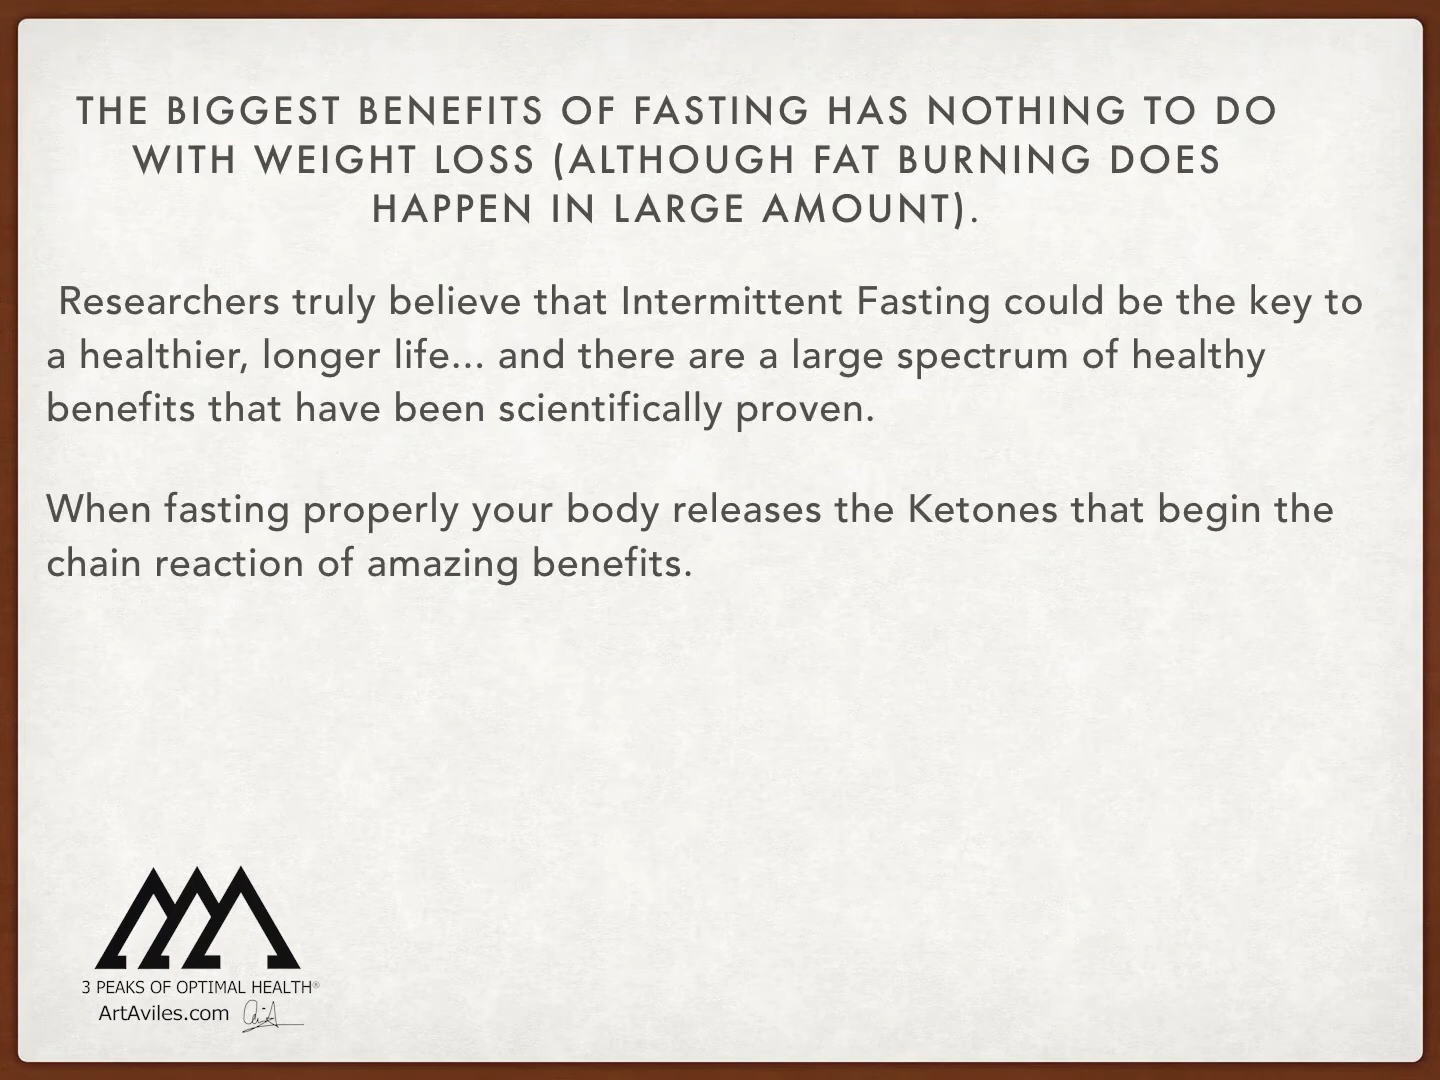 THE BIGGEST BENEFITS OF FASTING HAS NOTHING TO DO
WITH WEIGHT LOSS (ALTHOUGH FAT BURNING DOES
HAPPEN IN LARGE AMOUNT).
Researchers truly believe that Intermittent Fasting could be the key to
a healthier, longer life... and there are a large spectrum of healthy
benefits that have been scientifically proven.
When fasting properly your body releases the Ketones that begin the
chain reaction of amazing benefits.
3 PEAKS OF OPTIMAL HEALTH®
ArtAviles.com